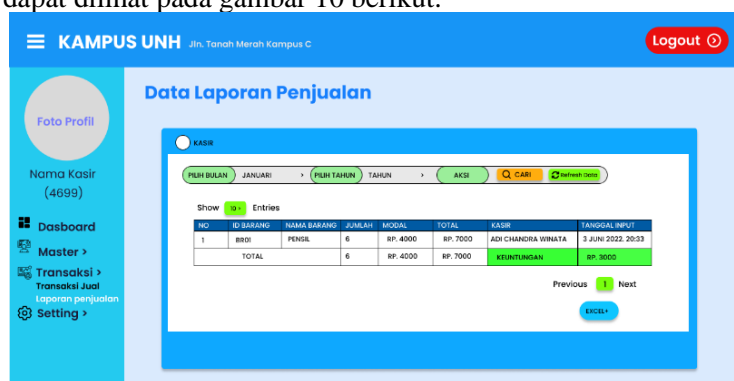 dapat dilihat pada gambar 10 berikut.
KAMPUS UNH Jln. Tanah Merah Kampus C
Logout
Data Laporan Penjualan
Foto Profil
Nama Kasir
(4699)
Dasboard
Master >
Transaksi >
Transaksi Jual
Laporan penjualan
Setting >
KASIR
PILIH BULAN JANUARI > PILIH TAHUN TAHUN > AKSI CARI Refresh Data
Show 10 > Entries
NO ID BARANG NAMA BARANG JUMLAH MODAL TOTAL KASIR TANGGAL INPUT
1 BR01 PENSIL 6 RP. 4000 RP. 7000 ADI CHANDRA WINATA 3 JUNI 2022, 20:33
TOTAL 6 RP. 4000 RP. 7000 KEUNTUNGAN RP. 3000
Previous 1 Next
EXCEL+